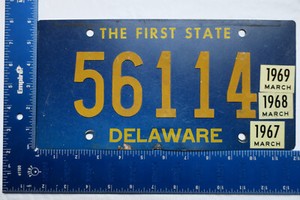 THE FIRST STATE
56114
1969
MARCH
1968
MARCH
1967
MARCH
DELAWARE
Empire